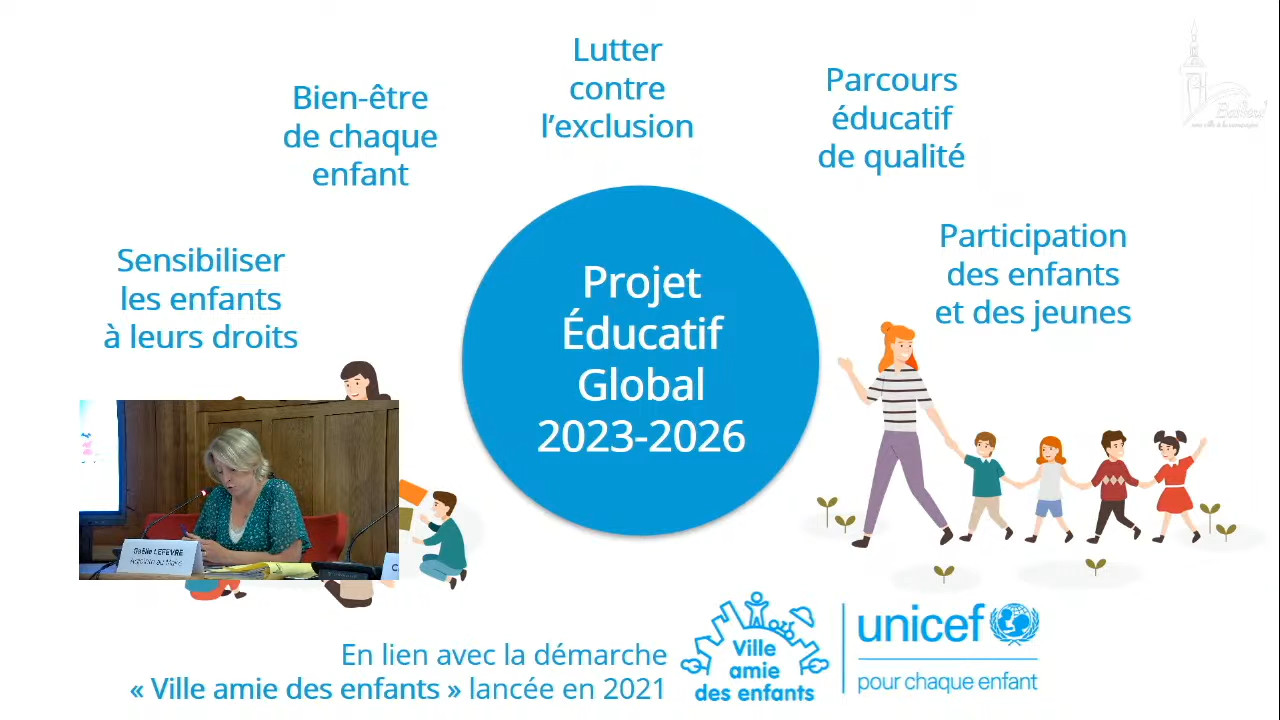 Lutter
contre
l’exclusion
Bien-être
de chaque
enfant
Parcours
éducatif
de qualité
Sensibiliser
les enfants
à leurs droits
Participation
des enfants
et des jeunes
Projet
Éducatif
Global
2023-2026
Gaëlle LEFEVRE
En lien avec la démarche
« Ville amie des enfants » lancée en 2021
Ville
amie
des enfants
unicef
pour chaque enfant